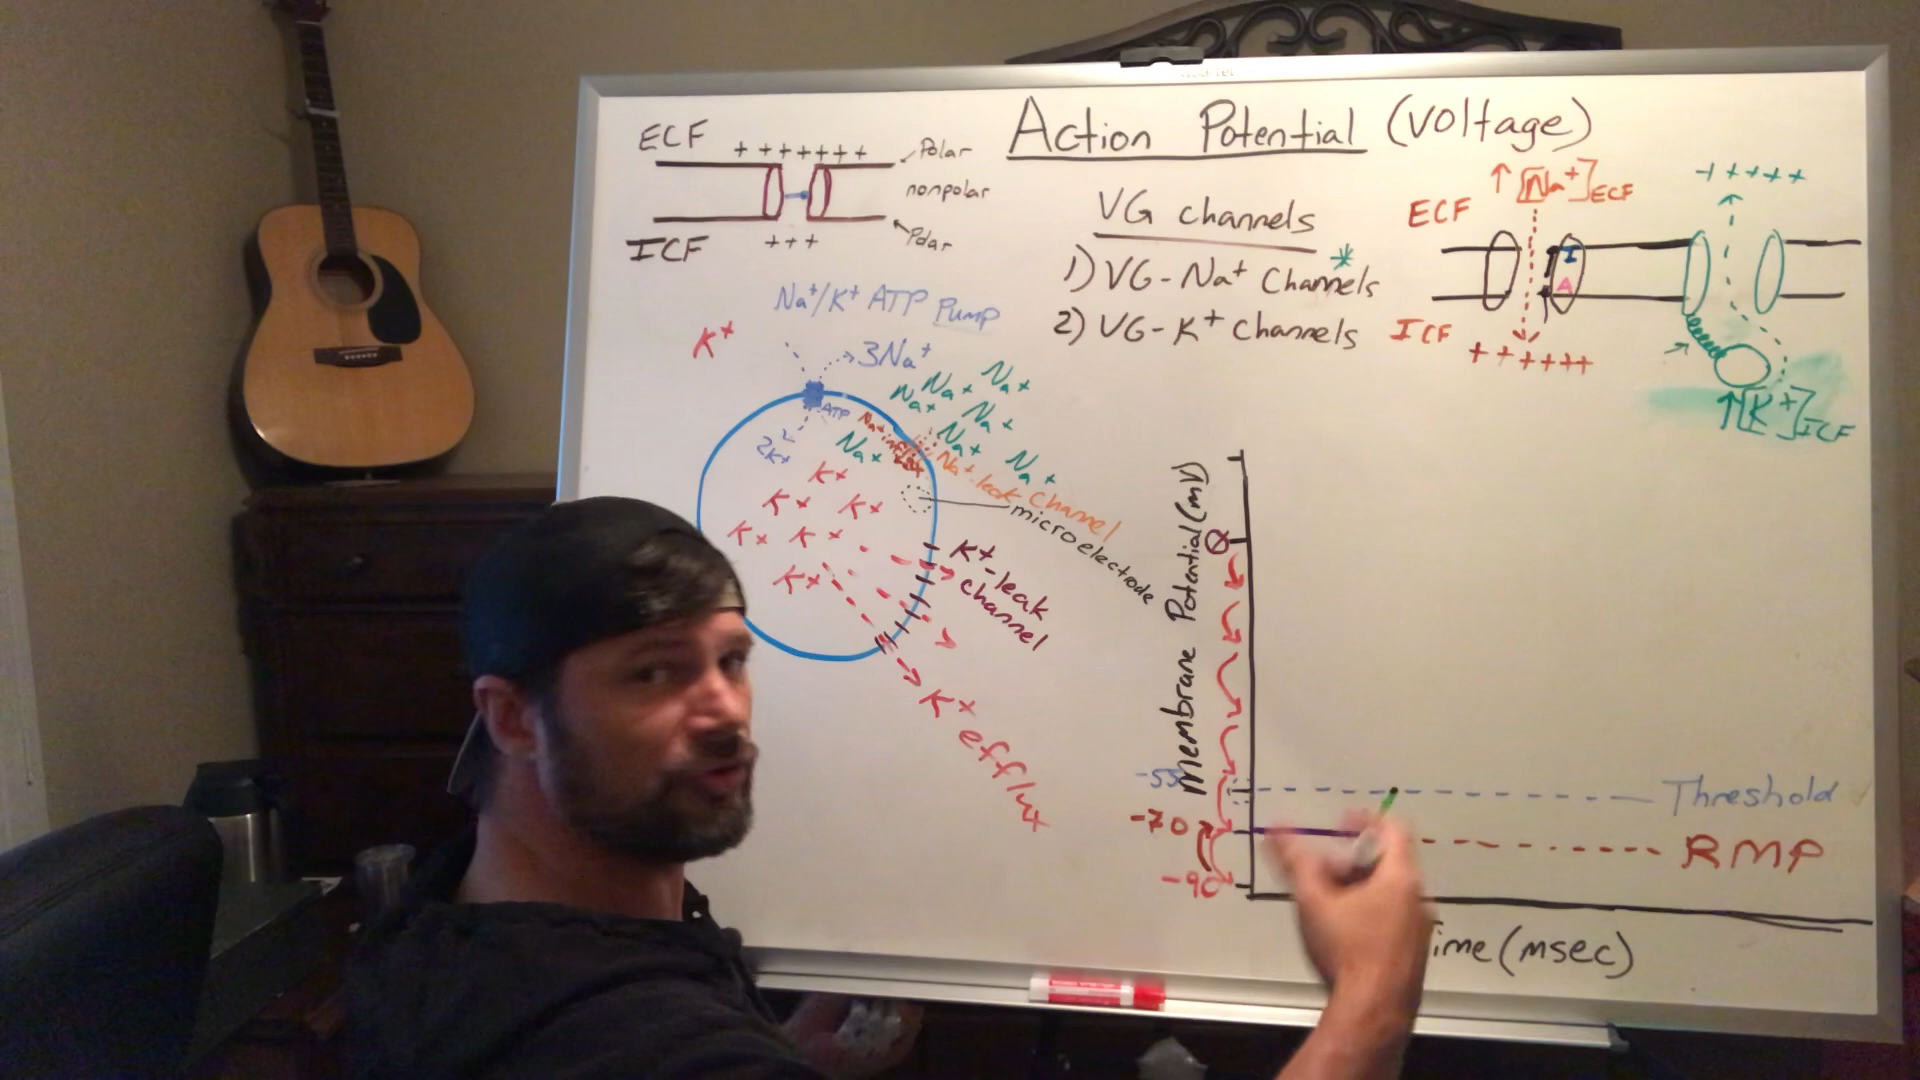 Action Potential (voltage)
ECF
+ + + + + + +
Polar
nonpolar
Polar
ICF
+ + +
VG channels
1) VG-Na+ Channels *
2) VG-K+ Channels
↑[Na+]ECF
ECF
I
A
ICF
+ + + + + +
+ + + + +
↑[K+]ICF
Na+/K+ ATP Pump
K+
3Na+
ATP
2K+
Na+
Na+
Na+
Na+
Na+
Na+
Na+
Na+ influx
Na+ leak channel
microelectrode
K+
K+
K+
K+
K+
K+
K+-leak
channel
K+ efflux
Membrane Potential (mV)
0
-55
Threshold
-70
RMP
-90
ime (msec)